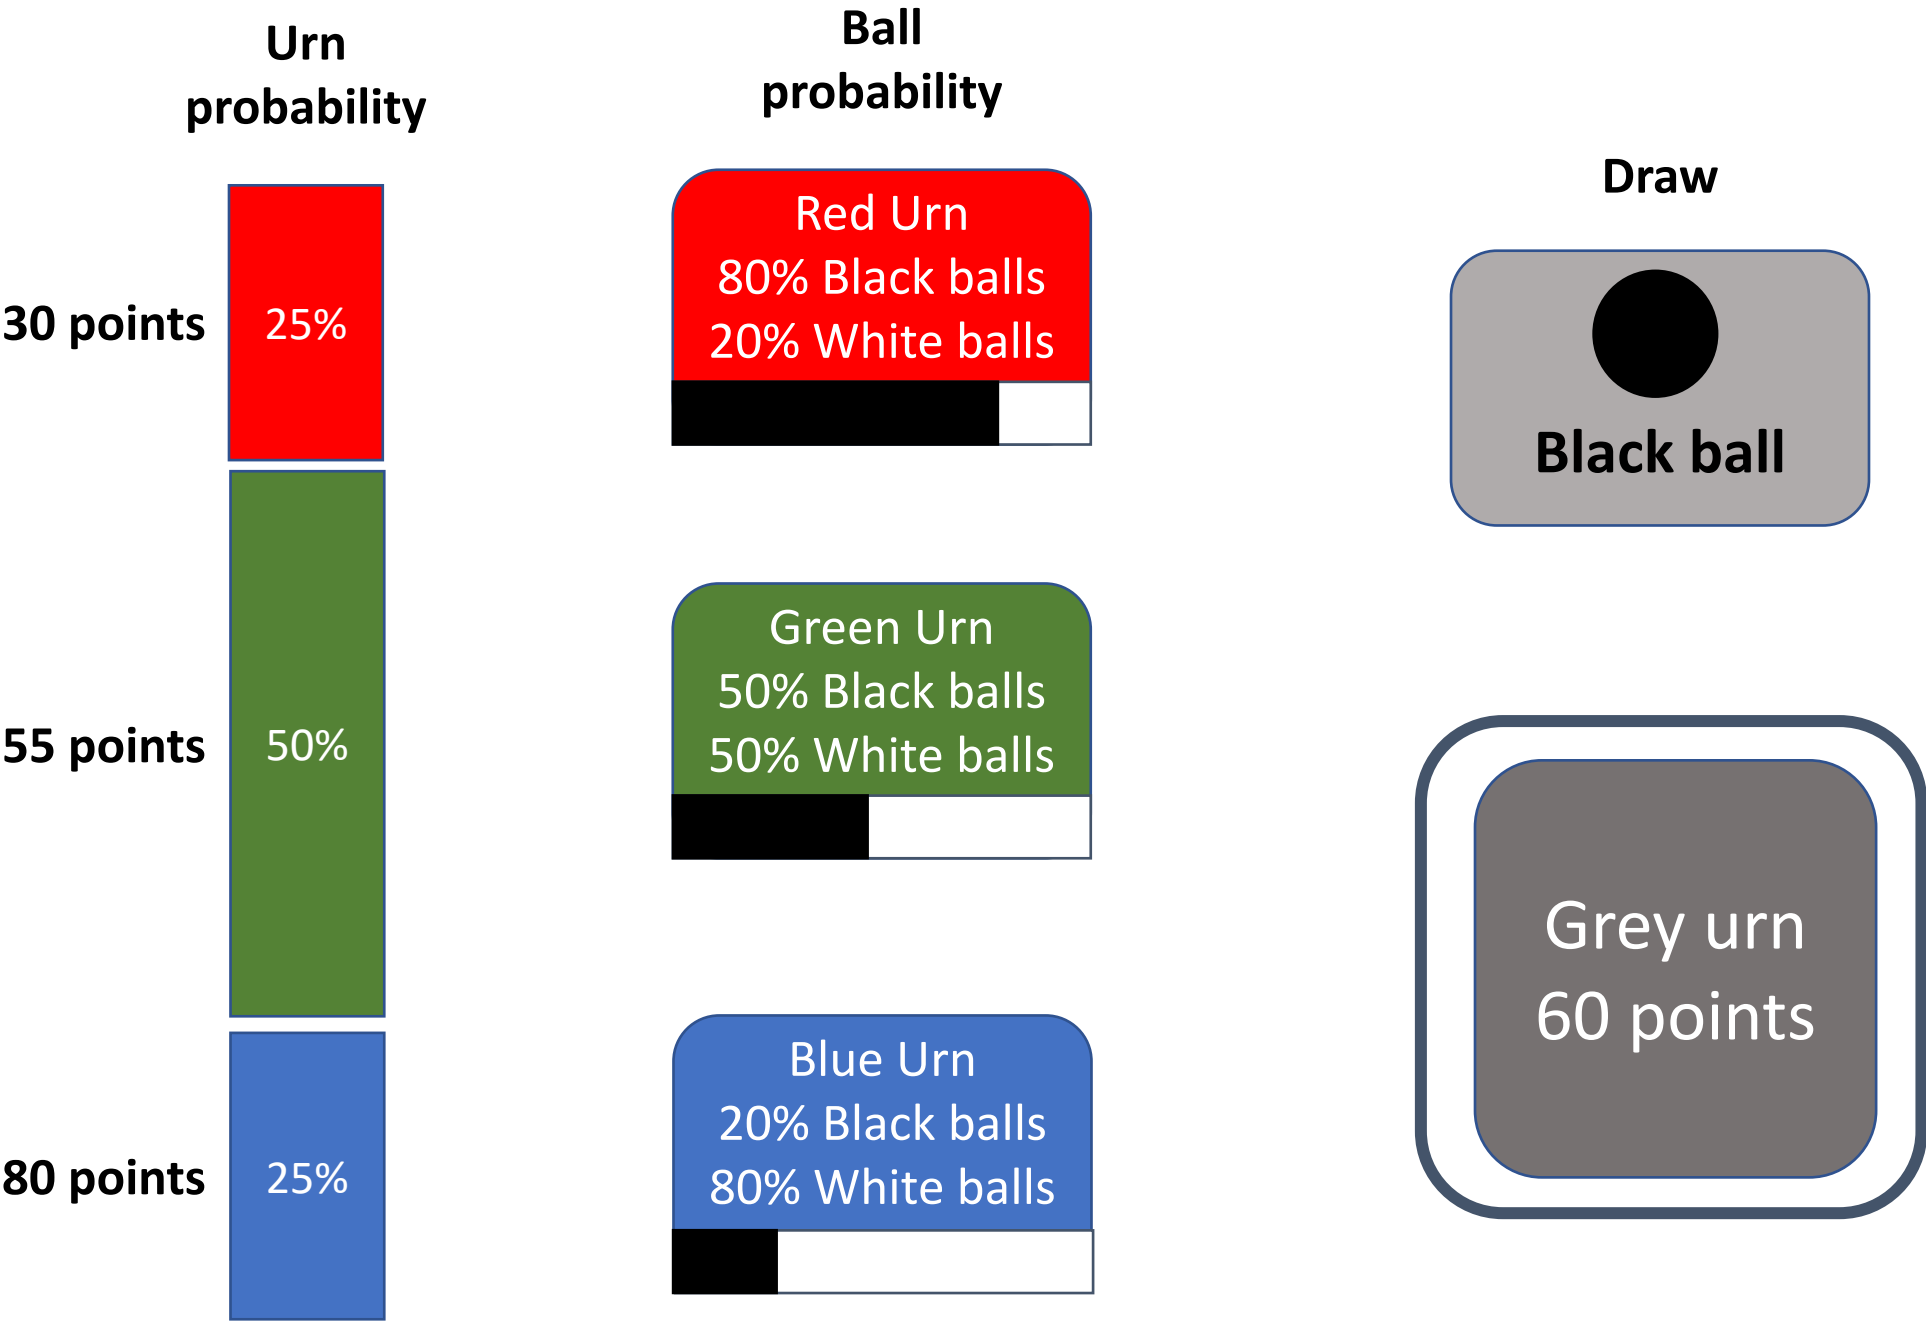 Urn
probability
30 points
25%
55 points
50%
80 points
25%
Ball
probability
Red Urn
80% Black balls
20% White balls
Green Urn
50% Black balls
50% White balls
Blue Urn
20% Black balls
80% White balls
Draw
Black ball
Grey urn
60 points